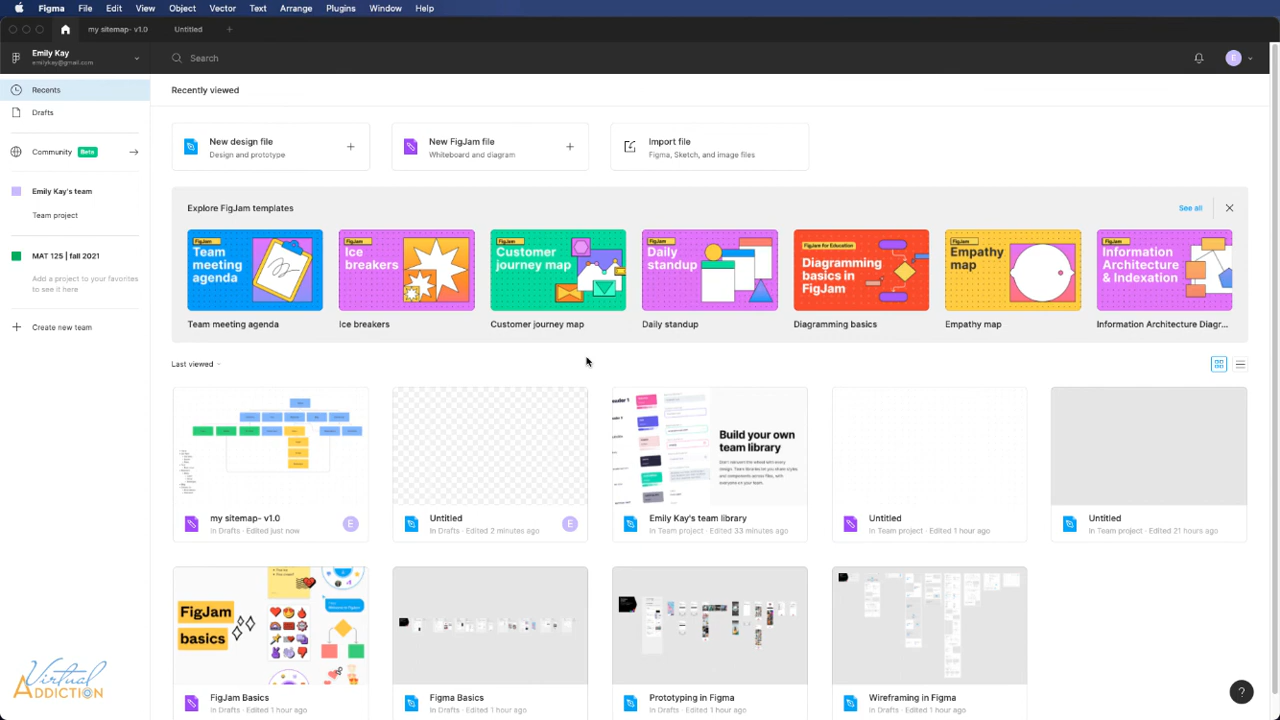 Figma File Edit View Object Vector Text Arrange Plugins Window Help
my sitemap- v1.0 Untitled
Emily Kay
emilykay@gmail.com
Search
E
Recents
Drafts
Community Beta
Emily Kay's team
Team project
MAT 125 | fall 2021
Add a project to your favorites
to see it here
Create new team
Recently viewed
New design file
Design and prototype
New FigJam file
Whiteboard and diagram
Import file
Figma, Sketch, and image files
Explore FigJam templates
See all
FigJam
Team
meeting
agenda
Team meeting agenda
FigJam
Ice
breakers
Ice breakers
FigJam
Customer
journey map
Customer journey map
FigJam
Daily
standup
Daily standup
FigJam for Education
Diagramming
basics in
FigJam
Diagramming basics
FigJam
Empathy
map
Empathy map
FigJam
Information
Architecture
& Indexation
Information Architecture Diagr...
Last viewed
my sitemap- v1.0
In Drafts · Edited just now
E
Untitled
In Drafts · Edited 2 minutes ago
E
Build your own
team library
Emily Kay's team library
In Team project · Edited 33 minutes ago
Untitled
In Team project · Edited 1 hour ago
Untitled
In Team project · Edited 21 hours ago
FigJam
basics
FigJam Basics
In Drafts · Edited 1 hour ago
Figma Basics
In Drafts · Edited 1 hour ago
Prototyping in Figma
In Drafts · Edited 1 hour ago
Wireframing in Figma
In Drafts · Edited 1 hour ago
Virtual
Addiction
?